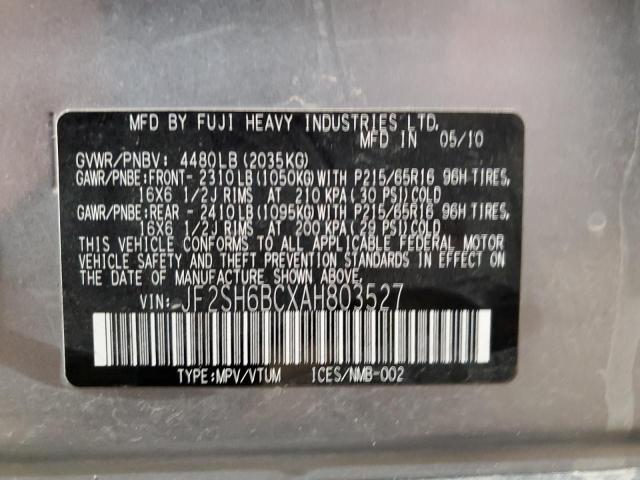 MFD BY FUJI HEAVY INDUSTRIES LTD.
MFD IN 05/10
GVWR/PNBV: 4480LB (2035KG)
GAWR/PNBE:FRONT- 2310LB (1050KG) WITH P215/65R16 96H TIRES,
16X6 1/2J RIMS AT 210 KPA (30 PSI) COLD
GAWR/PNBE:REAR - 2410LB (1095KG) WITH P215/65R16 96H TIRES,
16X6 1/2J RIMS AT 200 KPA (29 PSI) COLD
THIS VEHICLE CONFORMS TO ALL APPLICABLE FEDERAL MOTOR
VEHICLE SAFETY AND THEFT PREVENTION STANDARDS IN EFFECT
ON THE DATE OF MANUFACTURE SHOWN ABOVE.
VIN: JF2SH6BCXAH803527
TYPE:MPV/VTUM ICES/NMB-002